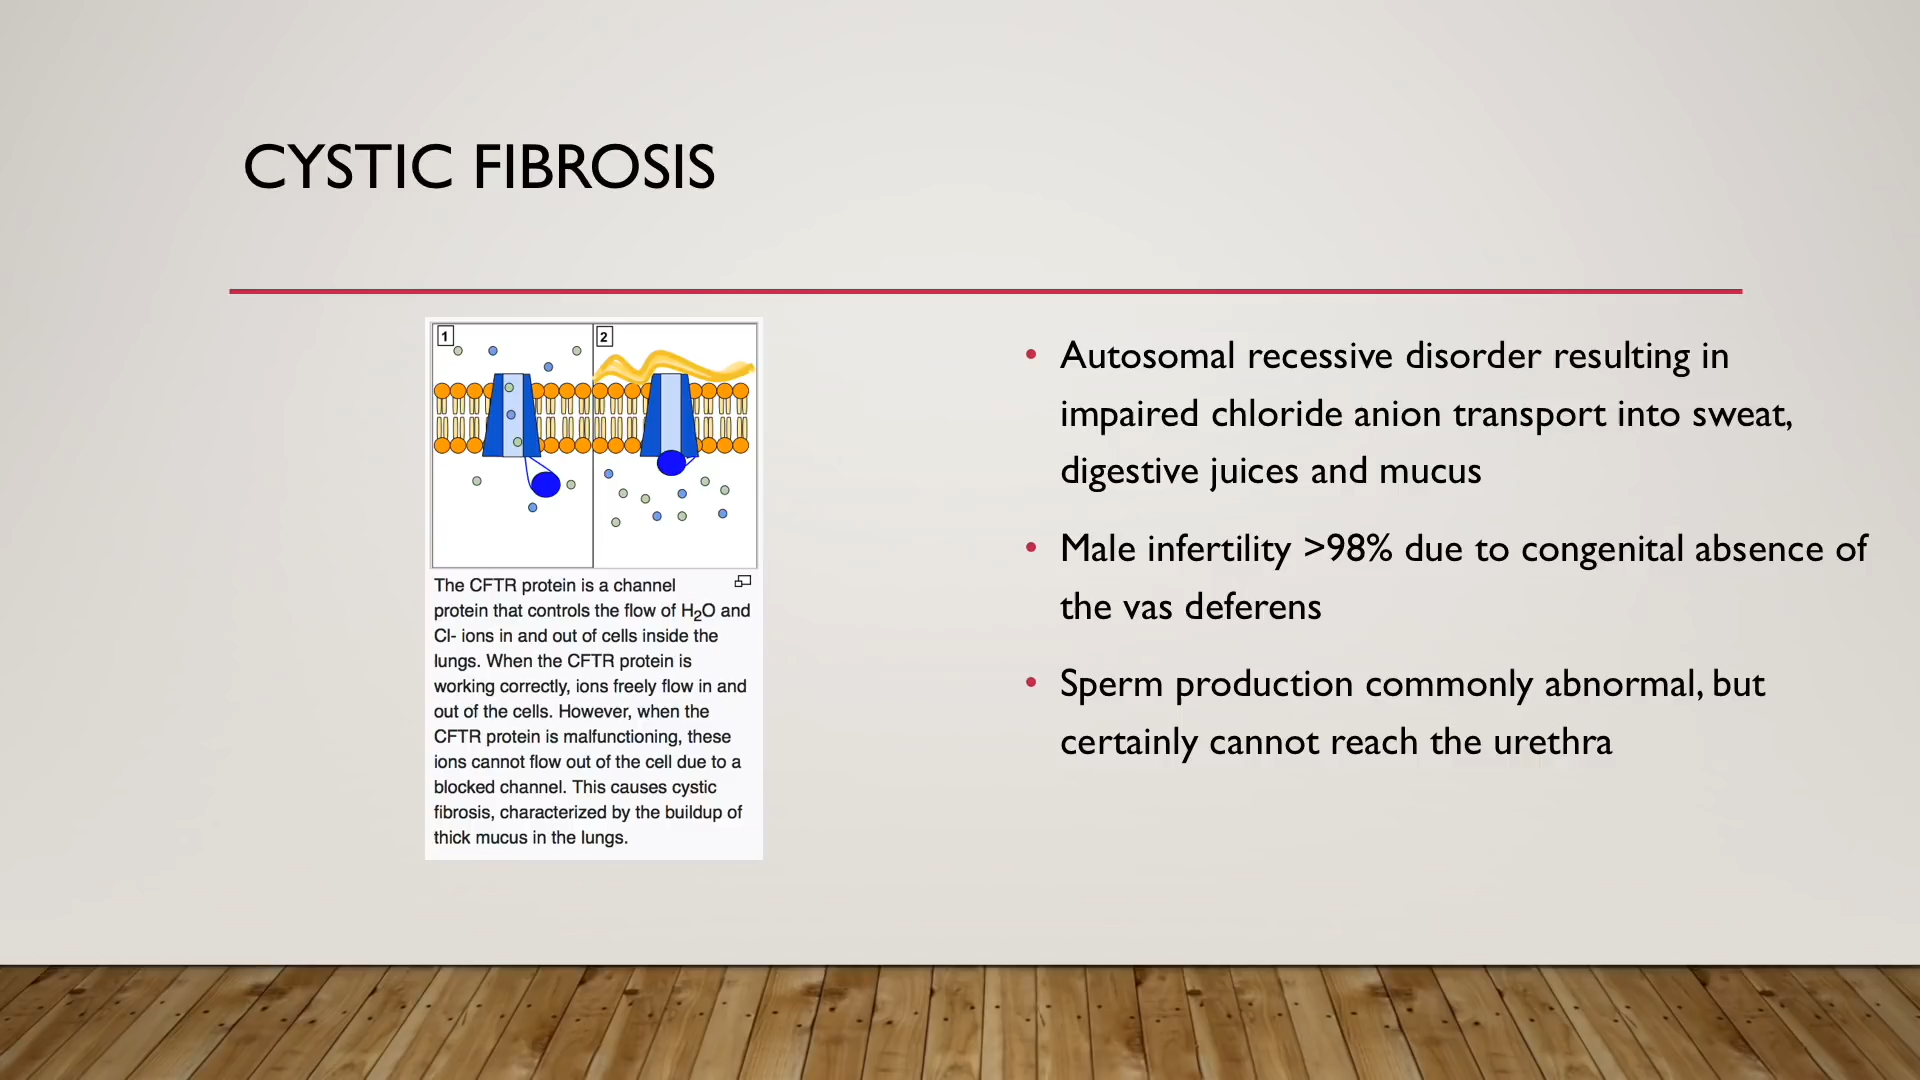 CYSTIC FIBROSIS
1
2
The CFTR protein is a channel
protein that controls the flow of H₂O and
Cl- ions in and out of cells inside the
lungs. When the CFTR protein is
working correctly, ions freely flow in and
out of the cells. However, when the
CFTR protein is malfunctioning, these
ions cannot flow out of the cell due to a
blocked channel. This causes cystic
fibrosis, characterized by the buildup of
thick mucus in the lungs.
• Autosomal recessive disorder resulting in
impaired chloride anion transport into sweat,
digestive juices and mucus
• Male infertility >98% due to congenital absence of
the vas deferens
• Sperm production commonly abnormal, but
certainly cannot reach the urethra